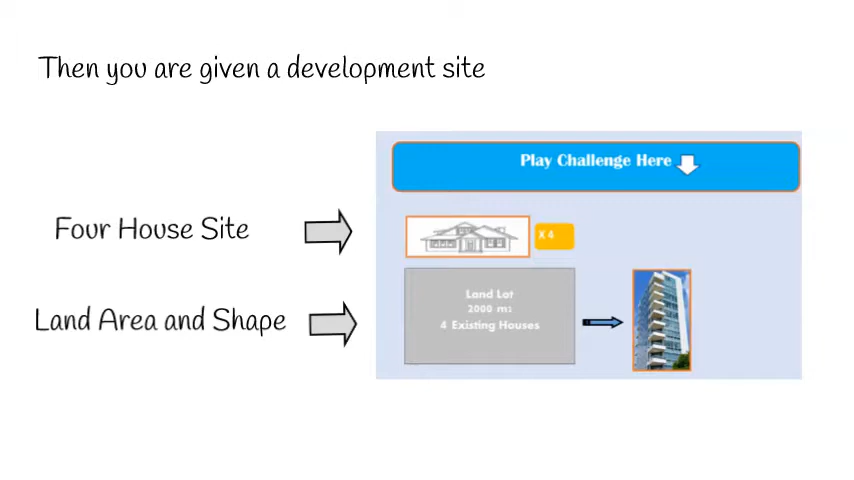 Then you are given a development site
Play Challenge Here
Four House Site
X 4
Land Lot
2000 m²
Land Area and Shape
4 Existing Houses